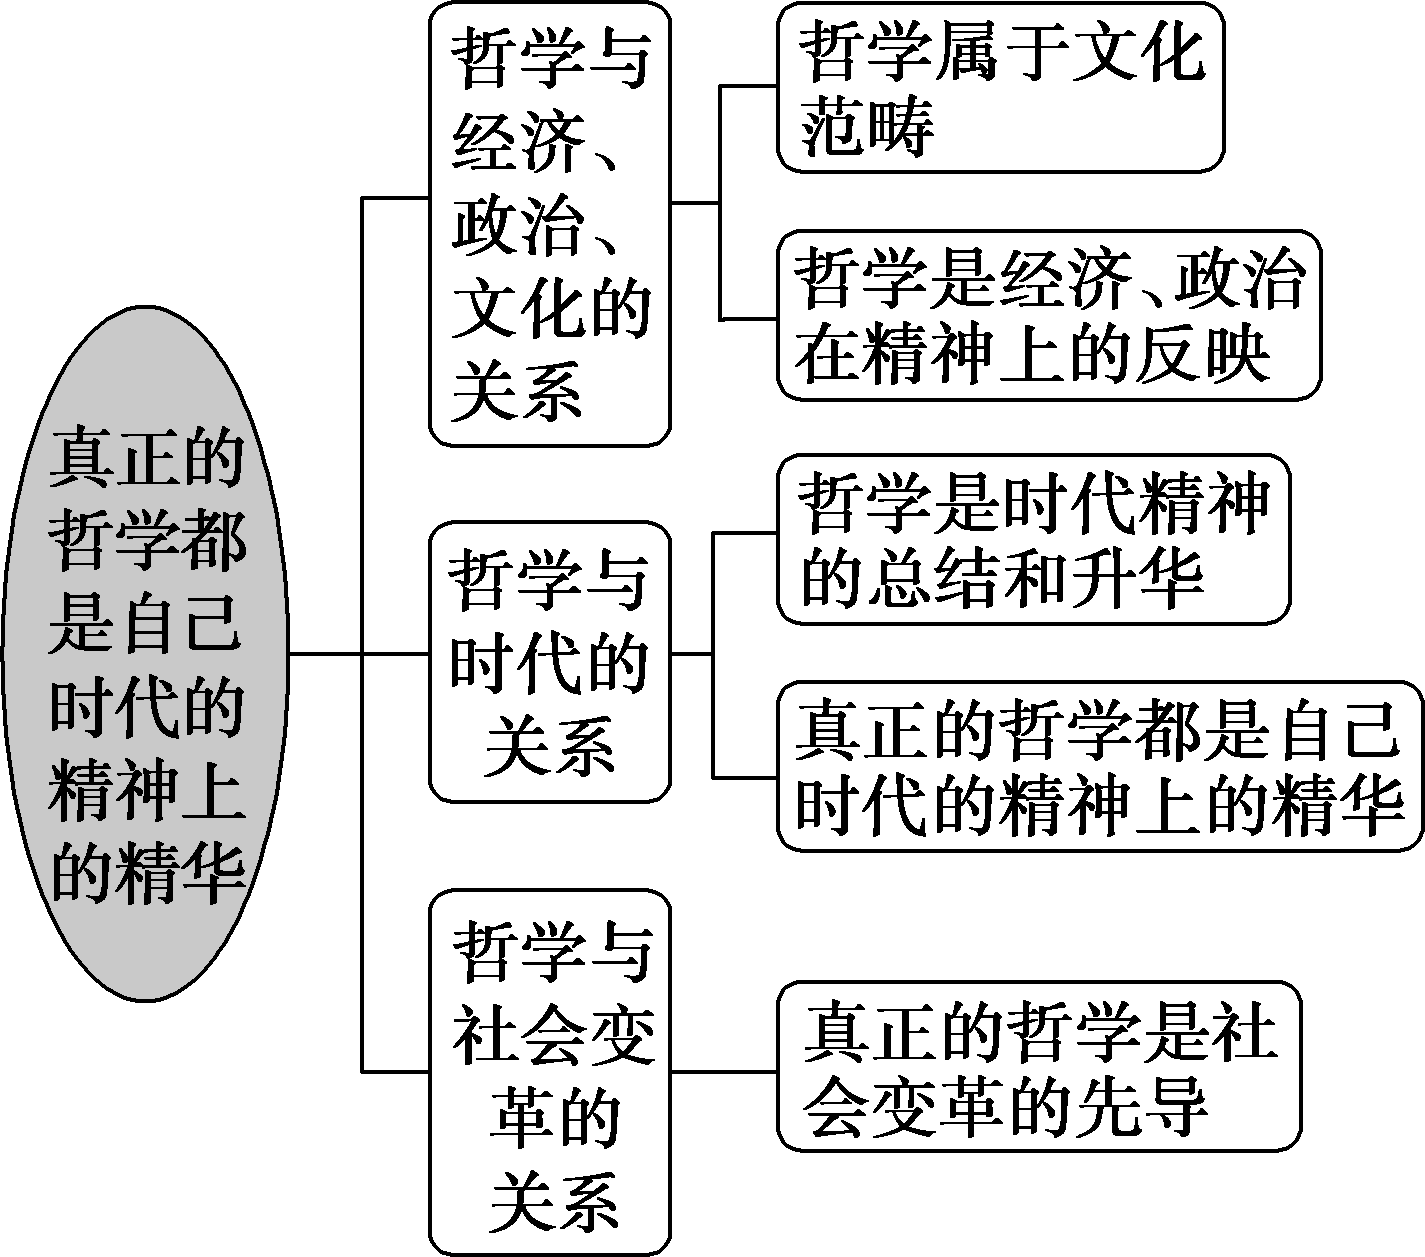 真正的
哲学都
是自己
时代的
精神上
的精华
哲学与
经济、
政治、
文化的
关系
哲学属于文化
范畴
哲学是经济、政治
在精神上的反映
哲学与
时代的
关系
哲学是时代精神
的总结和升华
真正的哲学都是自己
时代的精神上的精华
哲学与
社会变
革的
关系
真正的哲学是社
会变革的先导